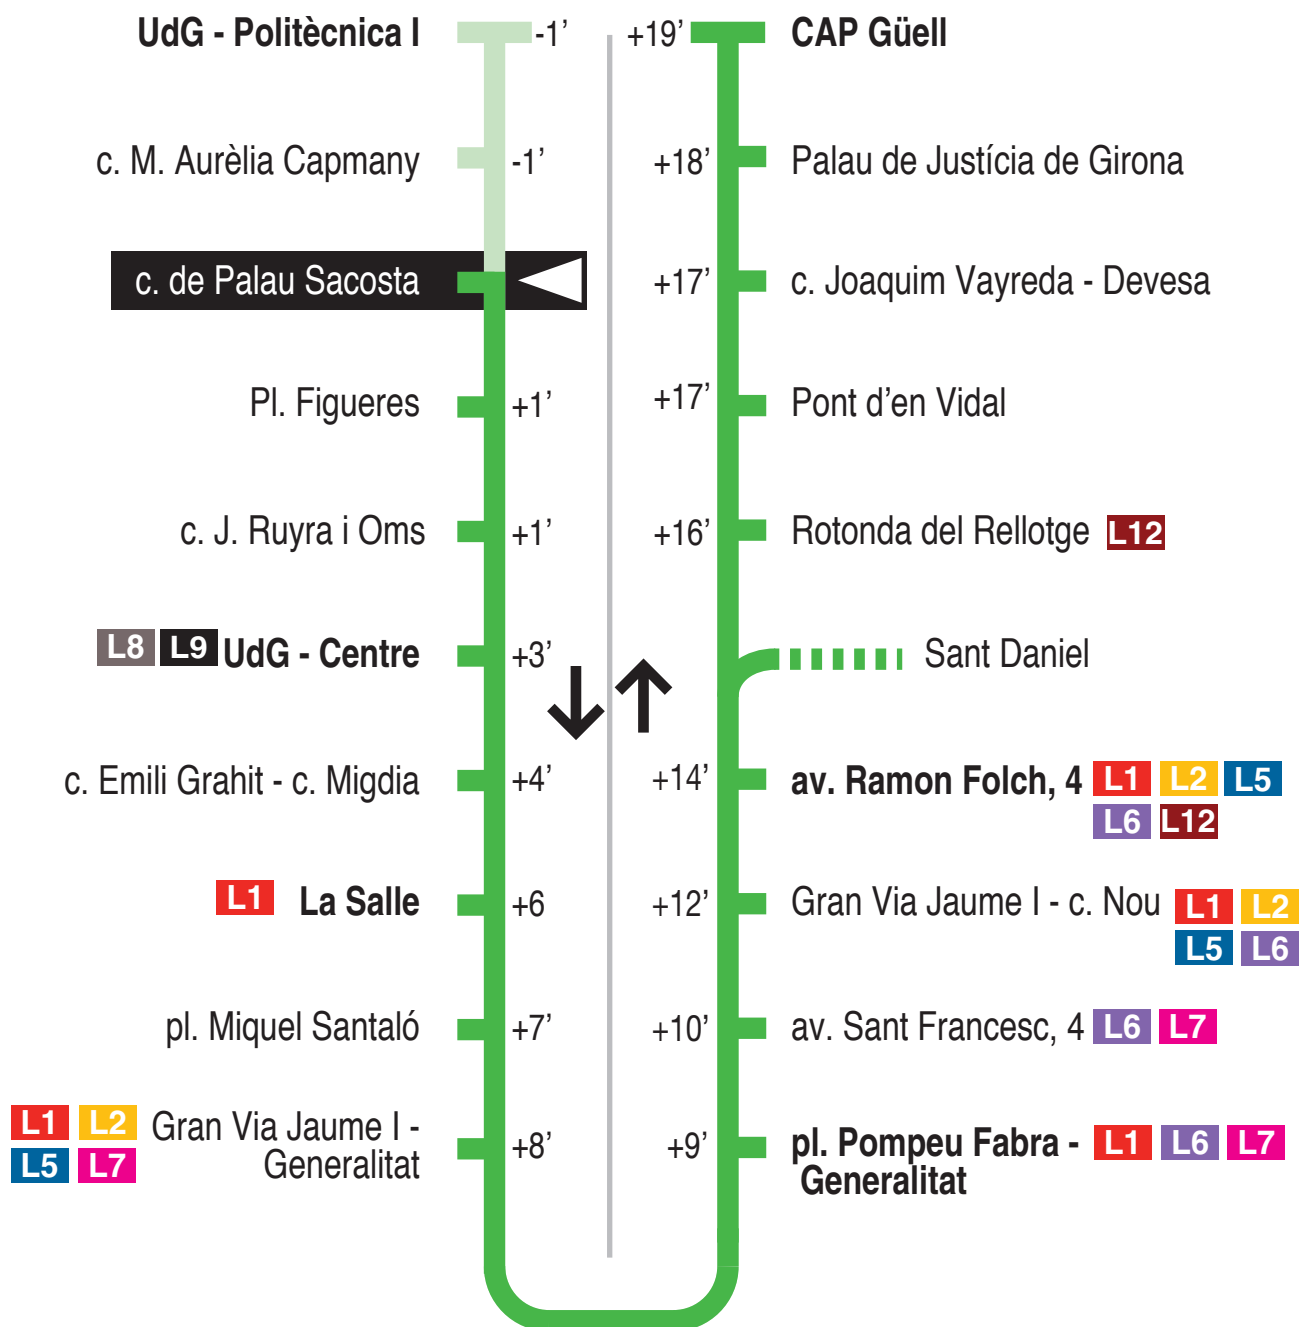 UdG - Politècnica I -1’
c. M. Aurèlia Capmany -1’
c. de Palau Sacosta
Pl. Figueres +1’
c. J. Ruyra i Oms +1’
L8 L9 UdG - Centre +3’
c. Emili Grahit - c. Migdia +4’
L1 La Salle +6
pl. Miquel Santaló +7’
L1 L2 Gran Via Jaume I -
L5 L7 Generalitat +8’
+19’ CAP Güell
+18’ Palau de Justícia de Girona
+17’ c. Joaquim Vayreda - Devesa
+17’ Pont d’en Vidal
+16’ Rotonda del Rellotge L12
Sant Daniel
+14’ av. Ramon Folch, 4 L1 L2 L5
L6 L12
+12’ Gran Via Jaume I - c. Nou L1 L2
L5 L6
+10’ av. Sant Francesc, 4 L6 L7
+9’ pl. Pompeu Fabra - L1 L6 L7
Generalitat